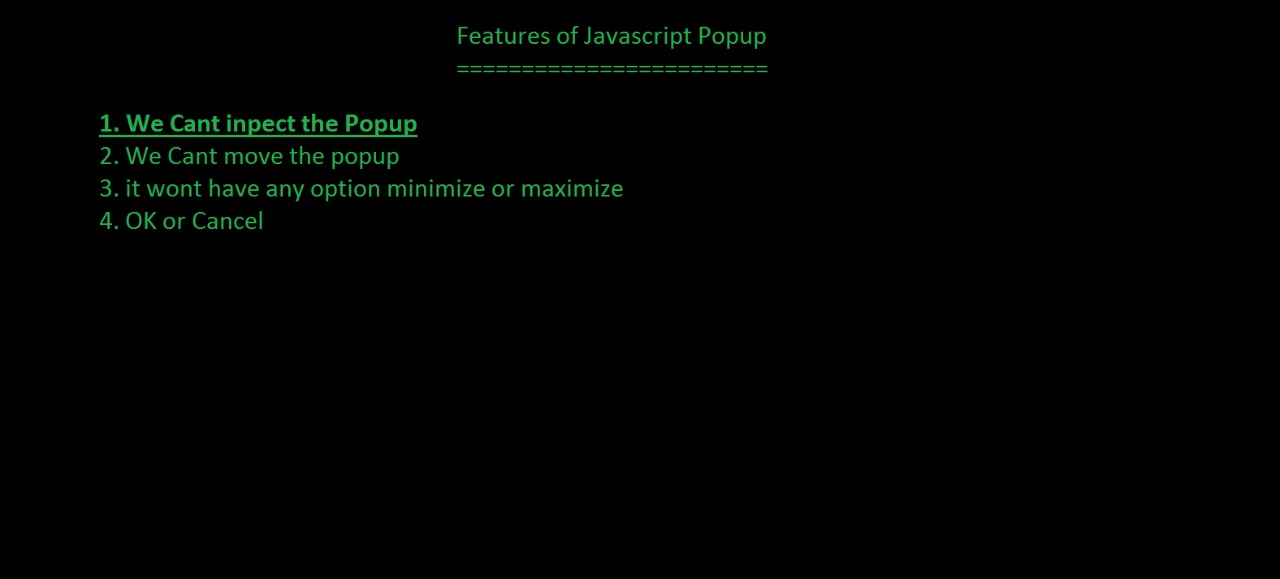 Features of Javascript Popup
========================
1. We Cant inpect the Popup
2. We Cant move the popup
3. it wont have any option minimize or maximize
4. OK or Cancel